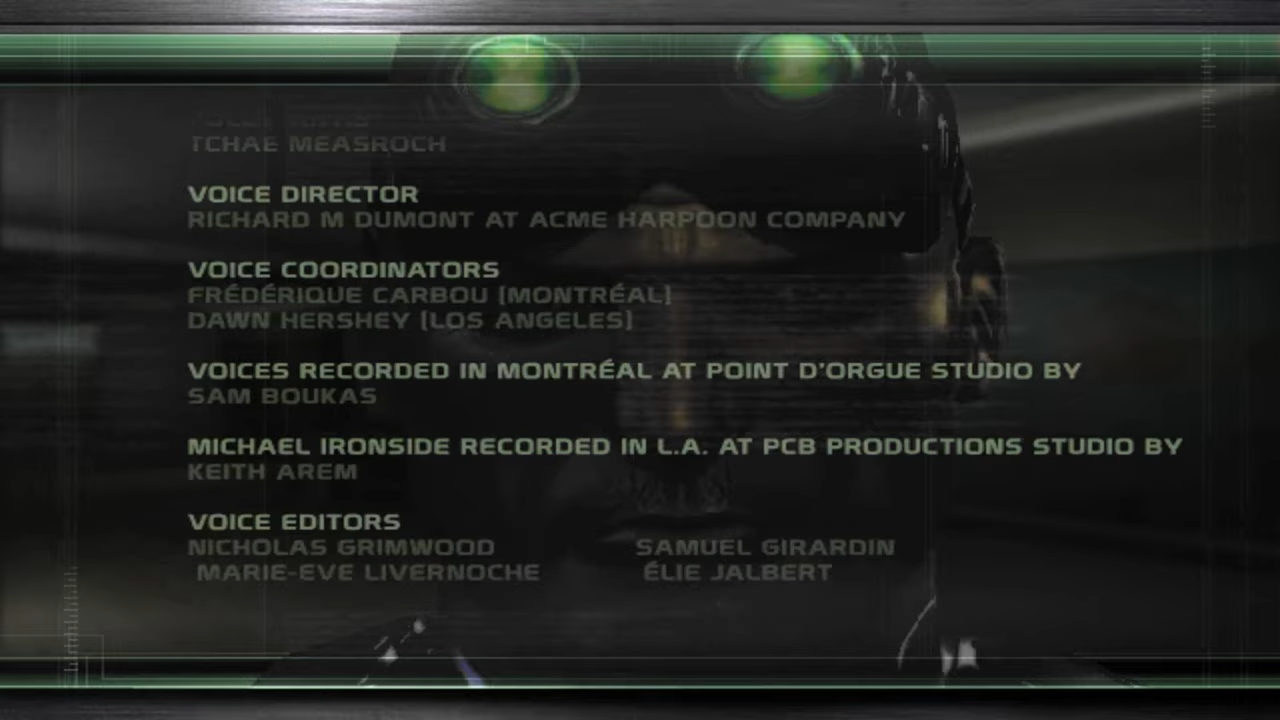 TCHAE MEASROCH
VOICE DIRECTOR
RICHARD M DUMONT AT ACME HARPOON COMPANY
VOICE COORDINATORS
FRÉDÉRIQUE CARBOU [MONTRÉAL]
DAWN HERSHEY [LOS ANGELES]
VOICES RECORDED IN MONTRÉAL AT POINT D'ORGUE STUDIO BY
SAM BOUKAS
MICHAEL IRONSIDE RECORDED IN L.A. AT PCB PRODUCTIONS STUDIO BY
KEITH AREM
VOICE EDITORS
NICHOLAS GRIMWOOD SAMUEL GIRARDIN
MARIE-EVE LIVERNOCHE ÉLIE JALBERT